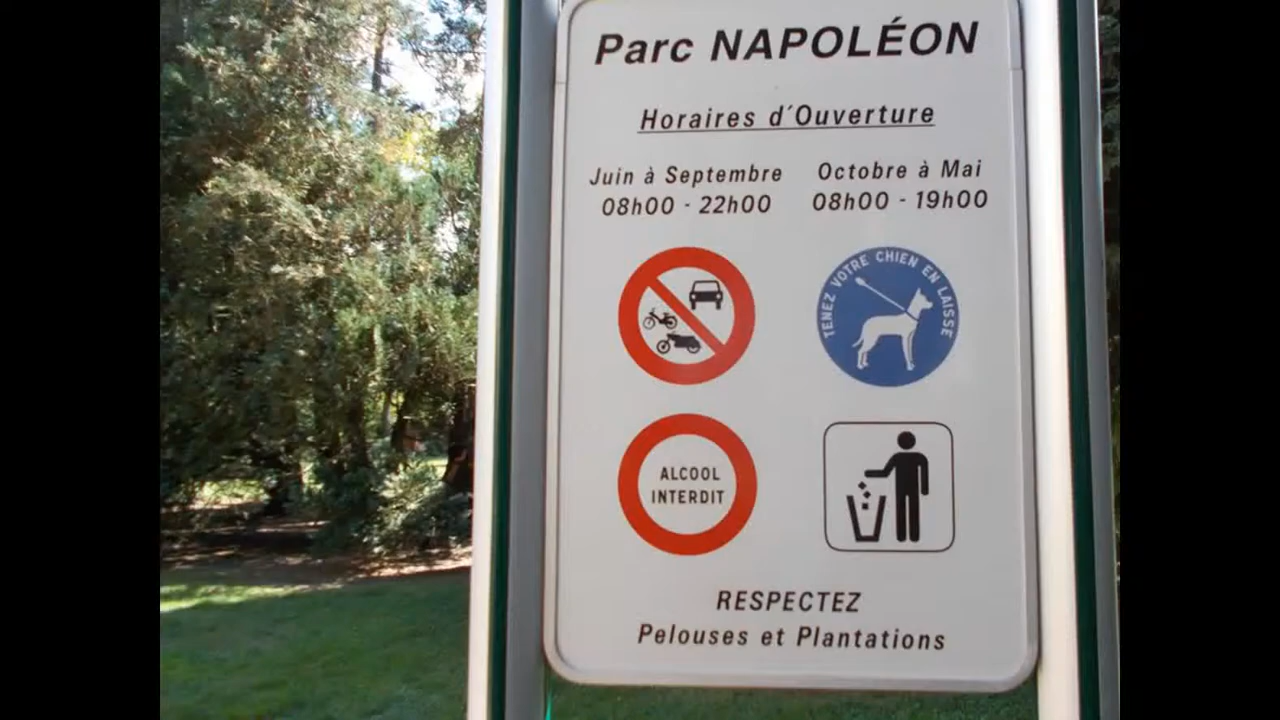 Parc NAPOLÉON
Horaires d'Ouverture
Juin à Septembre
08h00 - 22h00
Octobre à Mai
08h00 - 19h00
TENEZ VOTRE CHIEN EN LAISSE
ALCOOL
INTERDIT
RESPECTEZ
Pelouses et Plantations